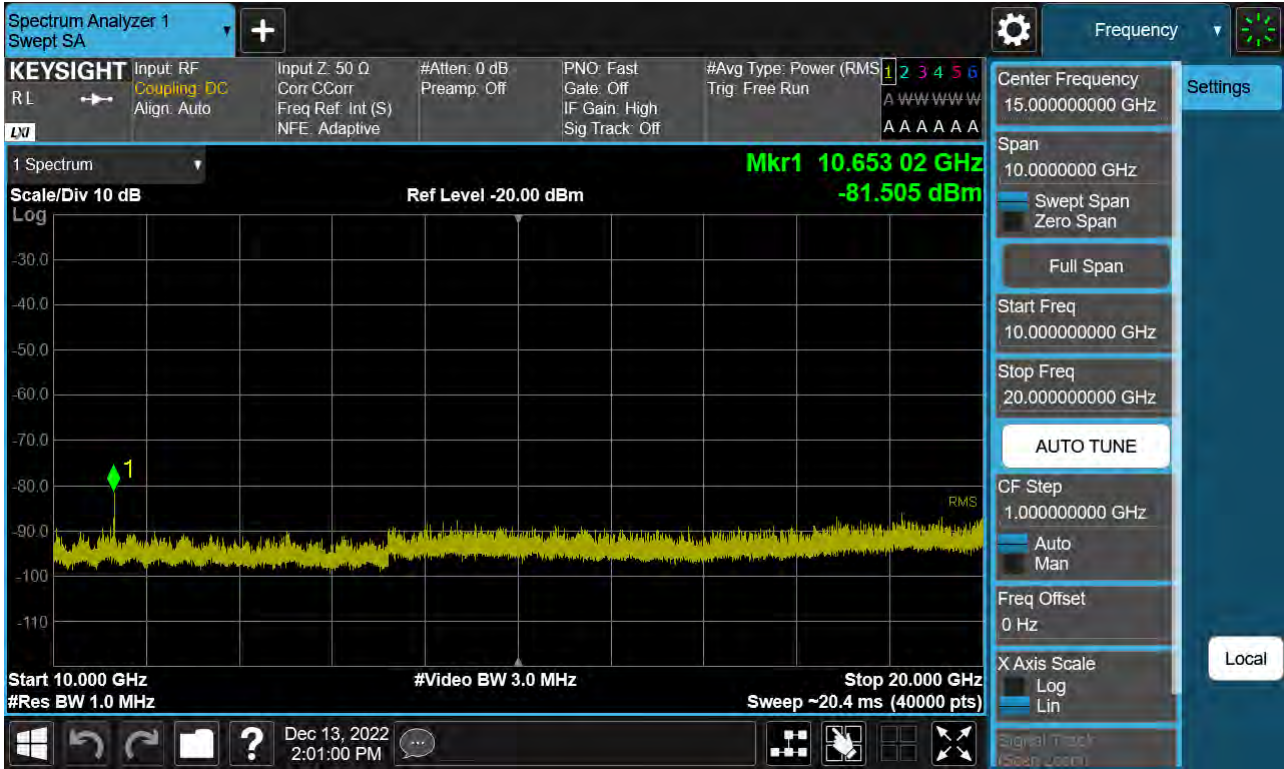 Spectrum Analyzer 1
Swept SA
+
Frequency
KEYSIGHT
RL
LXI
Input: RF
Coupling: DC
Align: Auto
Input Z: 50 Ω
Corr CCorr
Freq Ref: Int (S)
NFE: Adaptive
#Atten: 0 dB
Preamp: Off
PNO: Fast
Gate: Off
IF Gain: High
Sig Track: Off
#Avg Type: Power (RMS
Trig: Free Run
1 2 3 4 5 6
A W W W W W
A A A A A A
1 Spectrum
Scale/Div 10 dB
Ref Level -20.00 dBm
Mkr1 10.653 02 GHz
-81.505 dBm
Log
-30.0
-40.0
-50.0
-60.0
-70.0
1
-80.0
RMS
-90.0
-100
-110
Start 10.000 GHz
#Video BW 3.0 MHz
Stop 20.000 GHz
#Res BW 1.0 MHz
Sweep ~20.4 ms (40000 pts)
Center Frequency
15.000000000 GHz
Settings
Span
10.0000000 GHz
Swept Span
Zero Span
Full Span
Start Freq
10.000000000 GHz
Stop Freq
20.000000000 GHz
AUTO TUNE
CF Step
1.000000000 GHz
Auto
Man
Freq Offset
0 Hz
X Axis Scale
Log
Lin
Local
Signal Track
(Span Zoom)
?
Dec 13, 2022
2:01:00 PM